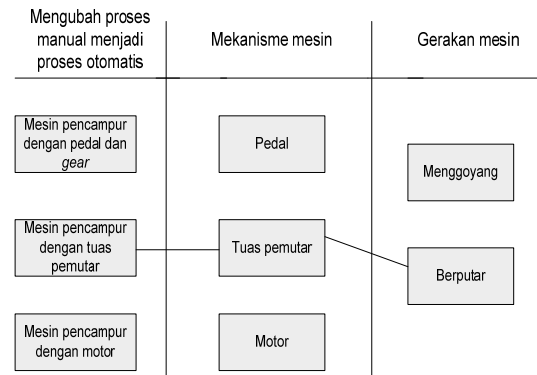 Mengubah proses
manual menjadi
proses otomatis
Mekanisme mesin
Gerakan mesin
Mesin pencampur
dengan pedal dan
gear
Pedal
Menggoyang
Mesin pencampur
dengan tuas
pemutar
Tuas pemutar
Berputar
Mesin pencampur
dengan motor
Motor